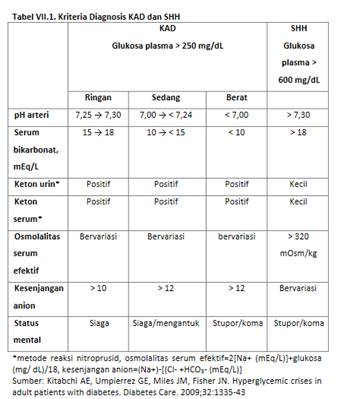 Tabel VII.1. Kriteria Diagnosis KAD dan SHH
KAD SHH
Glukosa plasma > 250 mg/dL Glukosa
plasma >
600 mg/dL
Ringan Sedang Berat
pH arteri 7,25 → 7,30 7,00 → < 7,24 < 7,00 > 7,30
Serum 15 → 18 10 → < 15 < 10 > 18
bikarbonat,
mEq/L
Keton urin* Positif Positif Positif Kecil
Keton Positif Positif Positif Kecil
serum*
Osmolalitas Bervariasi Bervariasi bervariasi > 320
serum mOsm/kg
efektif
Kesenjangan > 10 > 12 > 12 Bervariasi
anion
Status Siaga Siaga/mengantuk Stupor/koma Stupor/koma
mental
*metode reaksi nitroprusid, osmolalitas serum efektif=2[Na+ (mEq/L)]+glukosa
(mg/ dL)/18, kesenjangan anion=(Na+)-[(Cl- +HCO₃- (mEq/L)]
Sumber: Kitabchi AE, Umpierrez GE, Miles JM, Fisher JN. Hyperglycemic crises in
adult patients with diabetes. Diabetes Care. 2009;32:1335-43